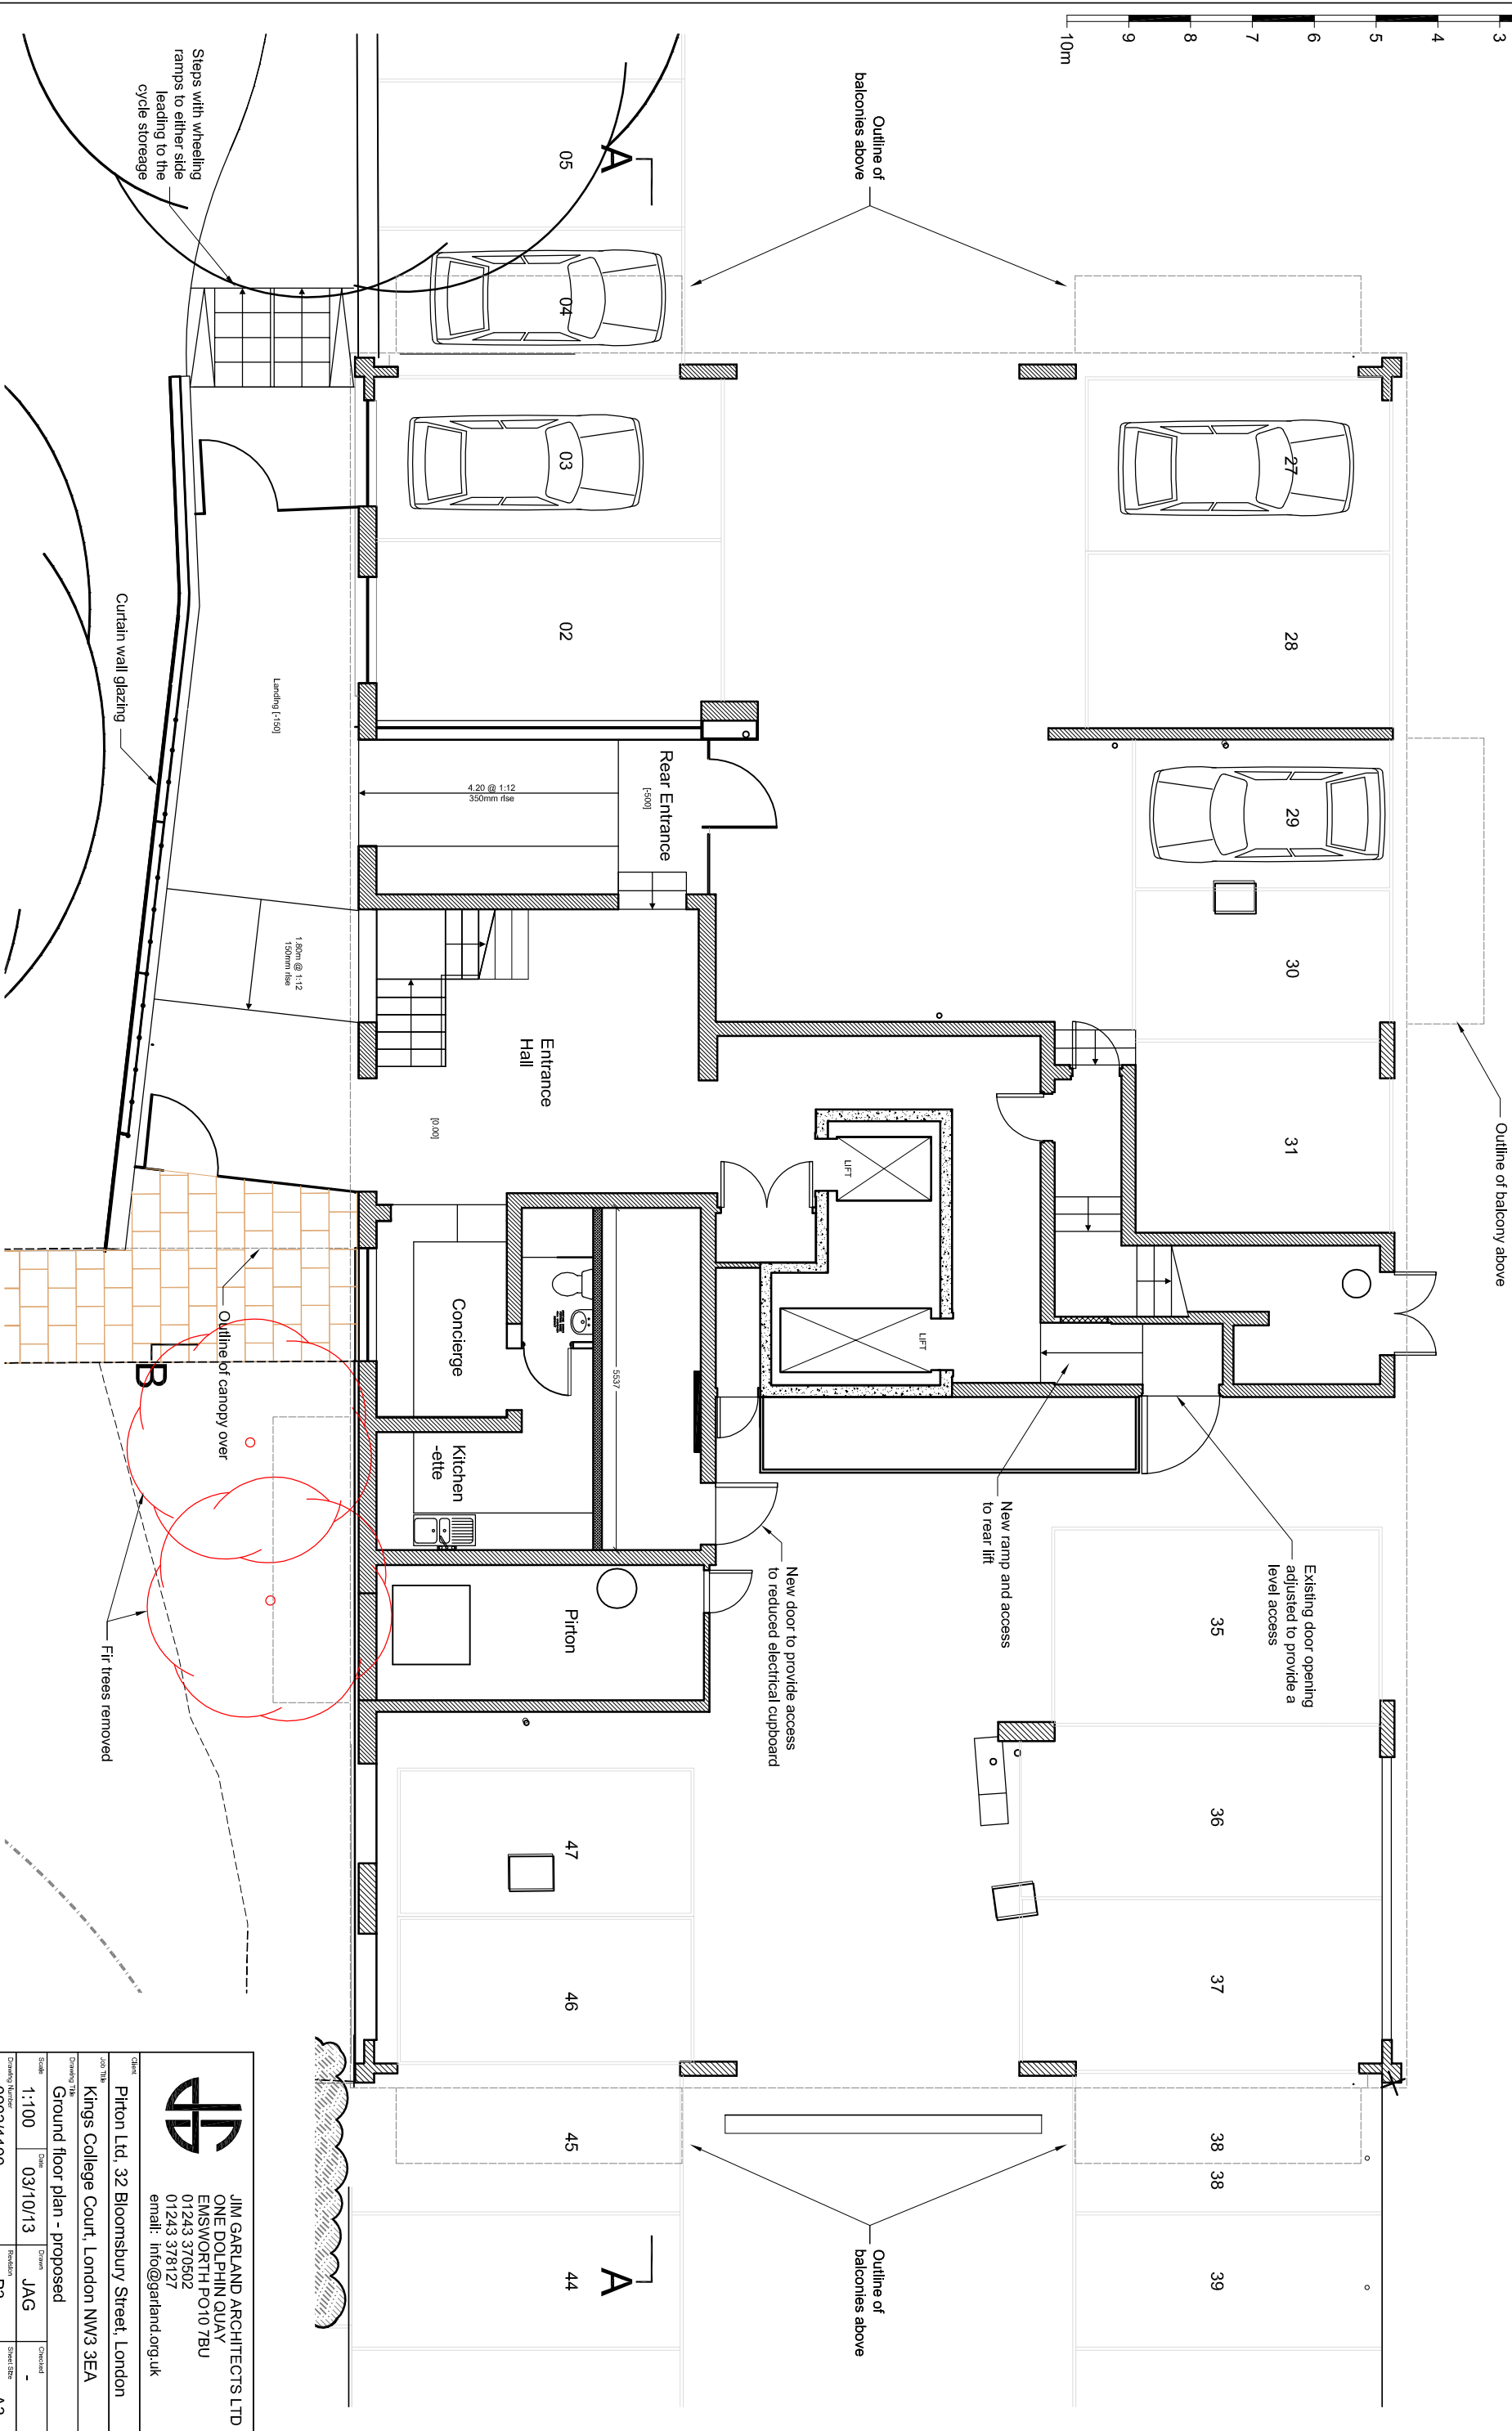 3
4
5
6
7
8
9
10m
Outline of balcony above
Outline of
balconies above
27
28
29
30
31
Existing door opening
adjusted to provide a
level access
New ramp and access
to rear lift
35
36
37
38
38
39
05
A
04
03
02
Rear Entrance
[-500]
4.20 @ 1:12
350mm rise
Entrance
Hall
[0.00]
LIFT
LIFT
5537
Concierge
Kitchen
-ette
New door to provide access
to reduced electrical cupboard
Pirton
47
46
45
44
A
Outline of
balconies above
Steps with wheeling
ramps to either side
leading to the
cycle storeage
Curtain wall glazing
Landing [-150]
1.80m @ 1:12
150mm rise
Outline of canopy over
B
Fir trees removed
JIM GARLAND ARCHITECTS LTD
ONE DOLPHIN QUAY
EMSWORTH PO10 7BU
01243 370502
01243 378127
email: info@garland.org.uk
Client
Pirton Ltd, 32 Bloomsbury Street, London
Job Title
Kings College Court, London NW3 3EA
Drawing Title
Ground floor plan - proposed
Scale 1:100 Date 03/10/13 Drawn JAG Checked -
Drawing Number Revision Sheet Size